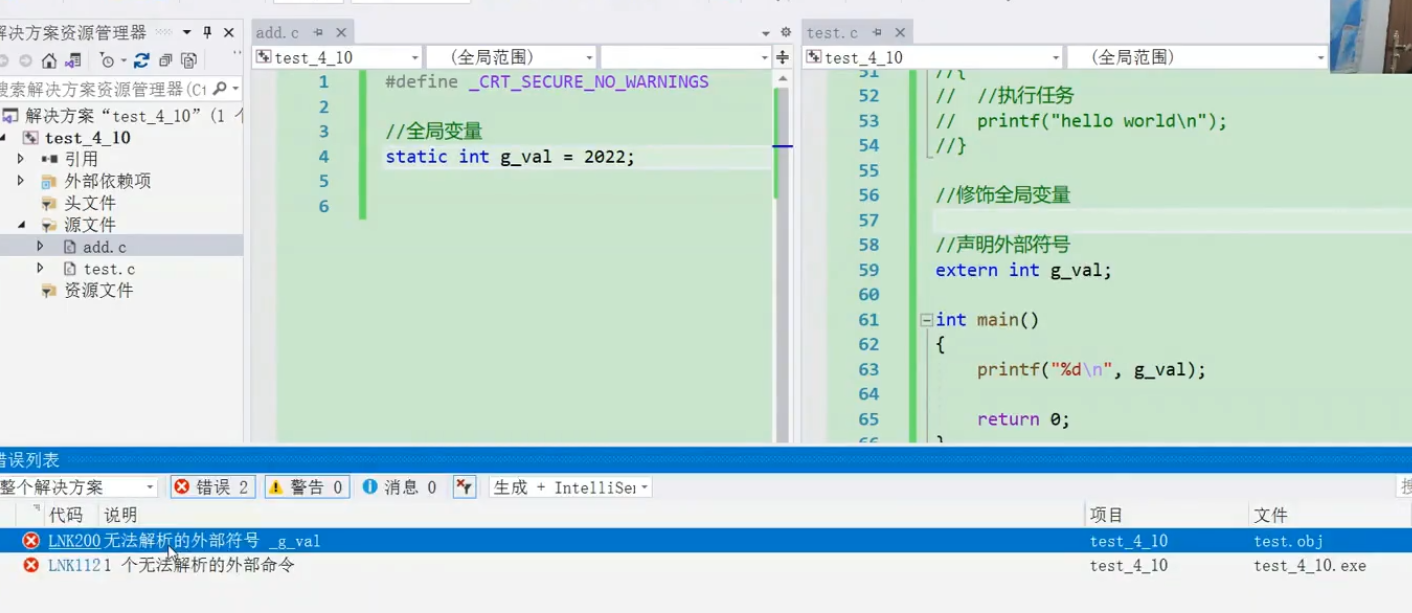 解决方案资源管理器
搜索解决方案资源管理器(Ct
解决方案 "test_4_10" (1 个
test_4_10
引用
外部依赖项
头文件
源文件
add.c
test.c
资源文件
add.c
test_4_10
(全局范围)
1 #define _CRT_SECURE_NO_WARNINGS
2
3 //全局变量
4 static int g_val = 2022;
5
6
test.c
test_4_10
(全局范围)
51 //{
52 // //执行任务
53 // printf("hello world\n");
54 //}
55
56 //修饰全局变量
57
58 //声明外部符号
59 extern int g_val;
60
61 int main()
62 {
63 printf("%d\n", g_val);
64
65 return 0;
66 }
错误列表
整个解决方案
错误 2
警告 0
消息 0
生成 + IntelliSe
搜
代码 说明 项目 文件
LNK200 无法解析的外部符号 _g_val test_4_10 test.obj
LNK112 1 个无法解析的外部命令 test_4_10 test_4_10.exe